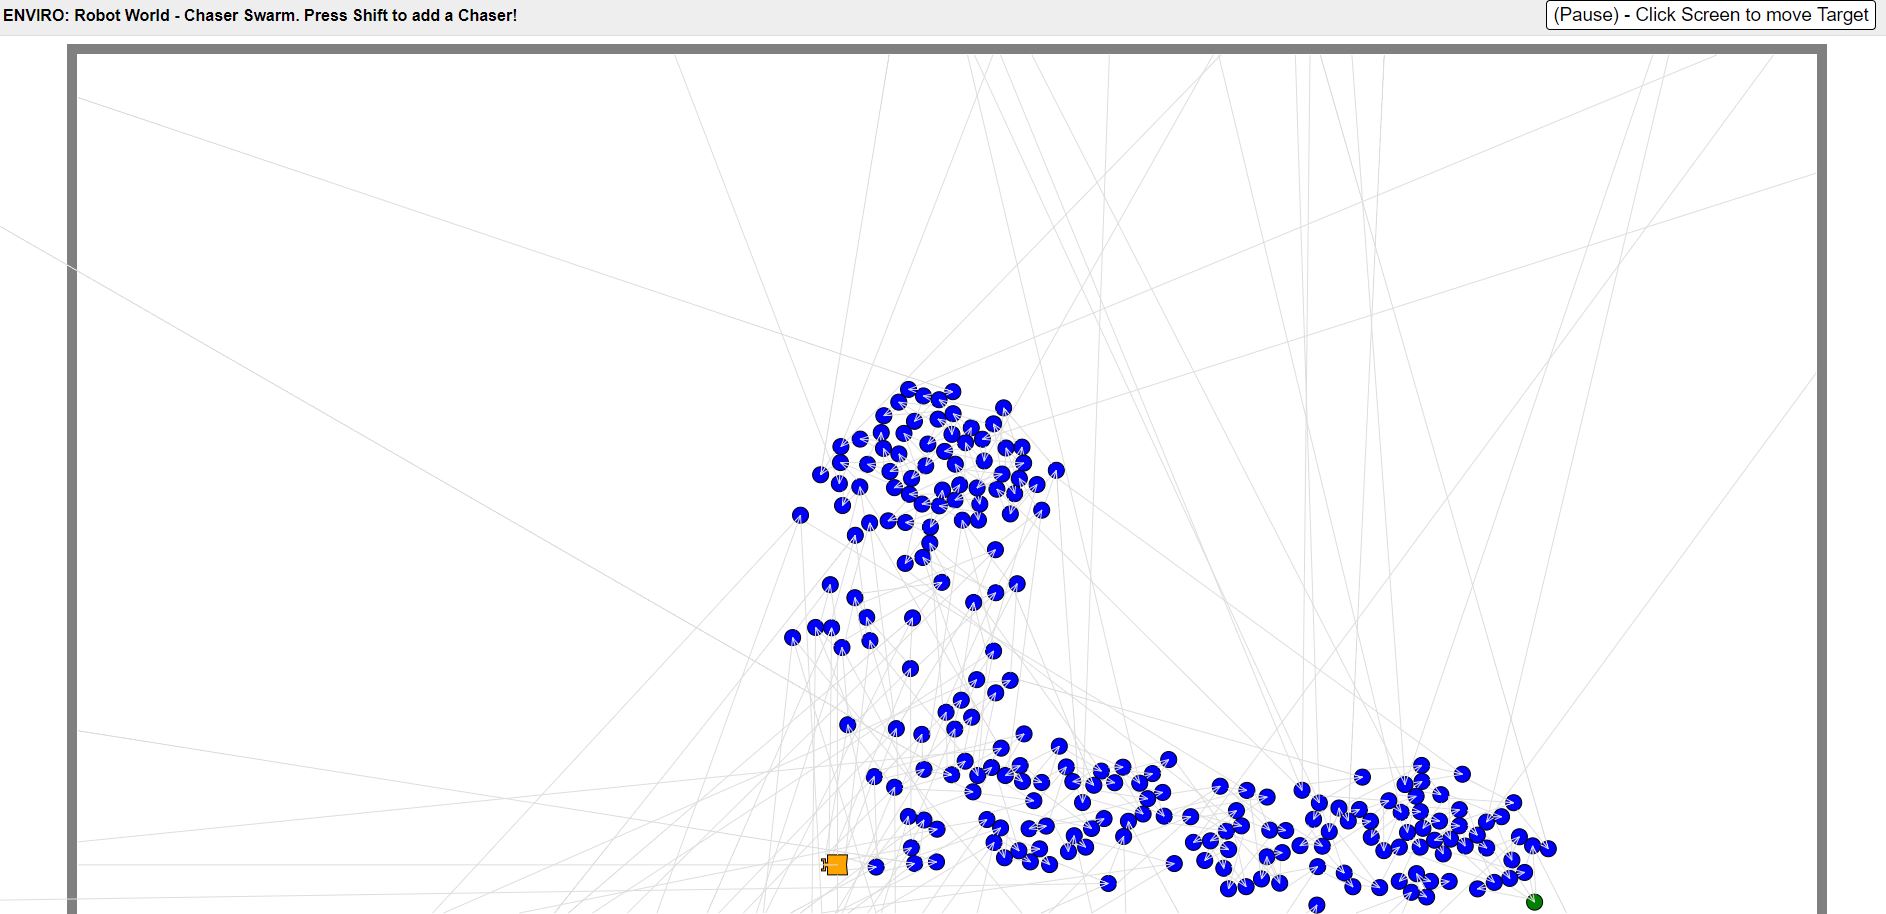 ENVIRO: Robot World - Chaser Swarm. Press Shift to add a Chaser!
(Pause) - Click Screen to move Target